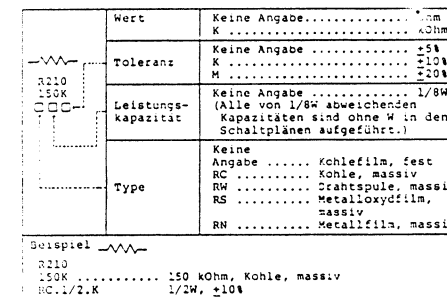 Wert
Keine Angabe............... Ohm
K ......................... kOhm
R210
150K
Toleranz
Keine Angabe ............. ±5%
K ........................ ±10%
M ........................ ±20%
Leistungs-
kapazität
Keine Angabe ............. 1/8W
(Alle von 1/8W abweichenden
Kapazitäten sind ohne W in den
Schaltplänen aufgeführt.)
Type
Keine
Angabe ...... Kohlefilm, fest
RC .......... Kohle, massiv
RW .......... Drahtspule, massi
RS .......... Metalloxydfilm,
massiv
RN .......... Metallfilm, massi
Beispiel
R210
150K ........... 150 kOhm, Kohle, massiv
RC.1/2.K 1/2W, ±10%